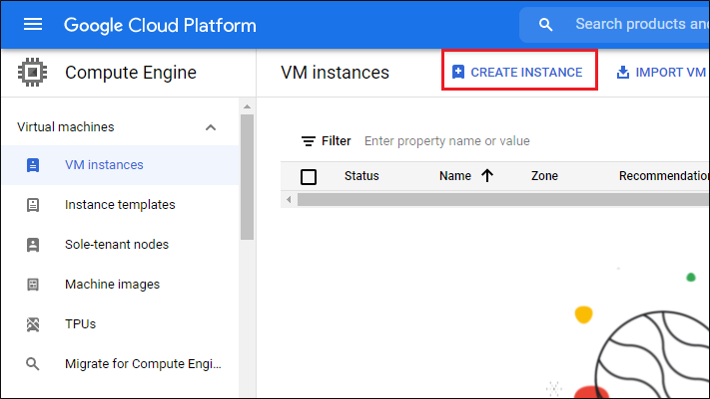 Google Cloud Platform
Search products and
Compute Engine
VM instances
CREATE INSTANCE
IMPORT VM
Virtual machines
VM instances
Instance templates
Sole-tenant nodes
Machine images
TPUs
Migrate for Compute Engi...
Filter
Enter property name or value
Status
Name
Zone
Recommendation